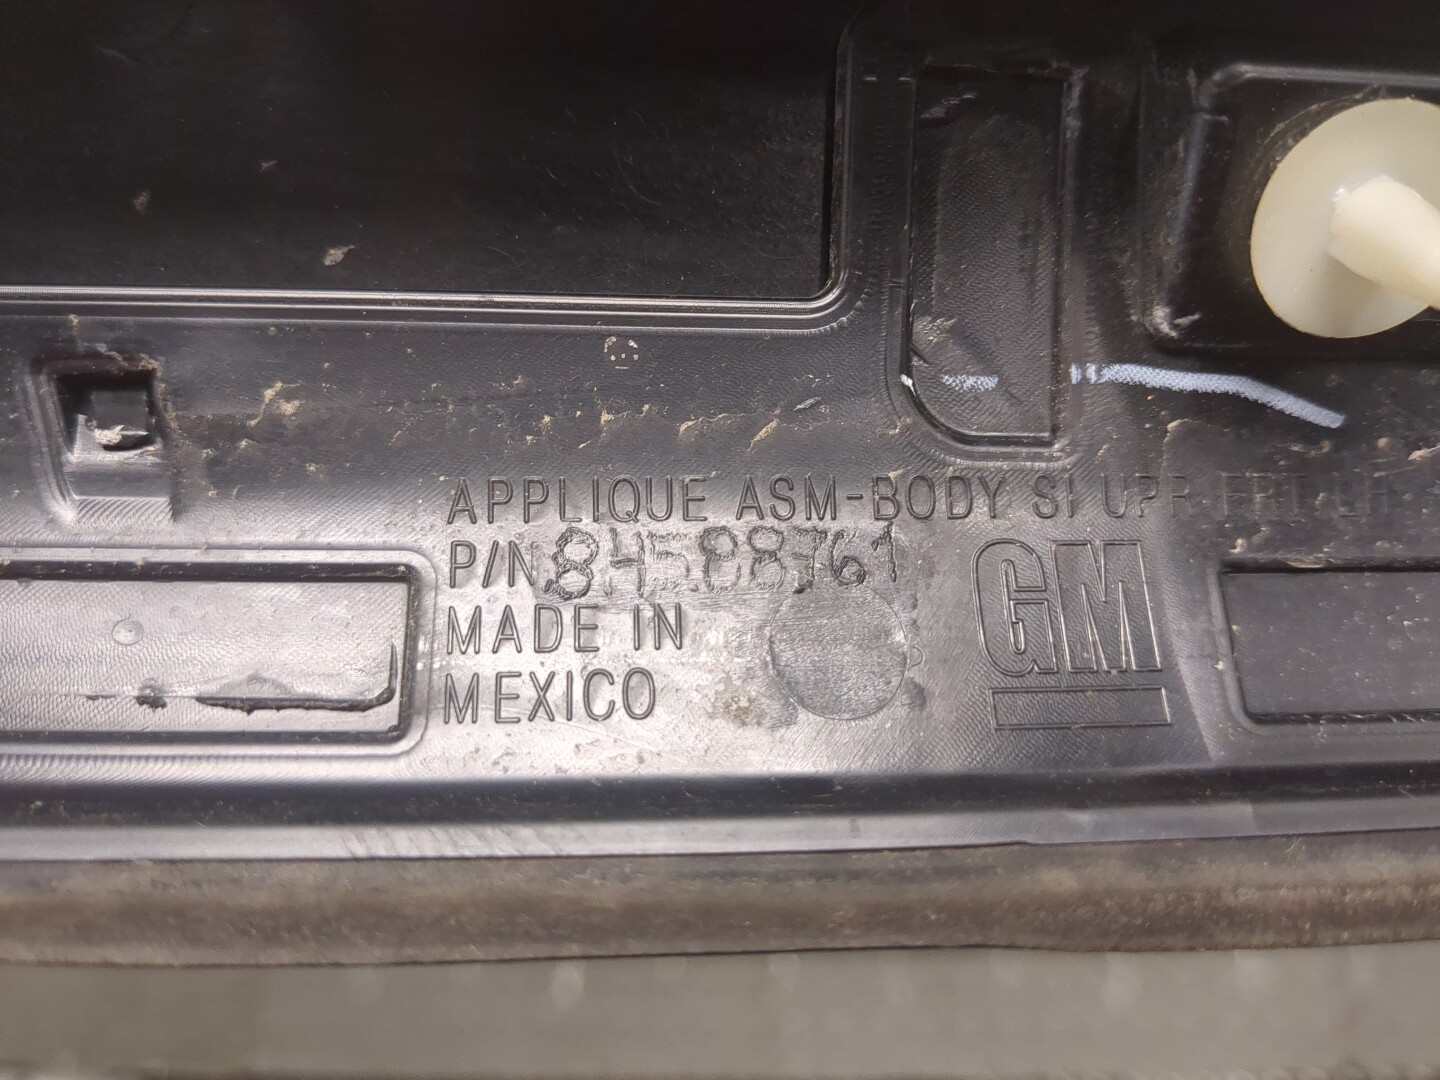 APPLIQUE ASM-BODY SI UPR FRT LH
P/N 84588761
MADE IN
MEXICO
GM